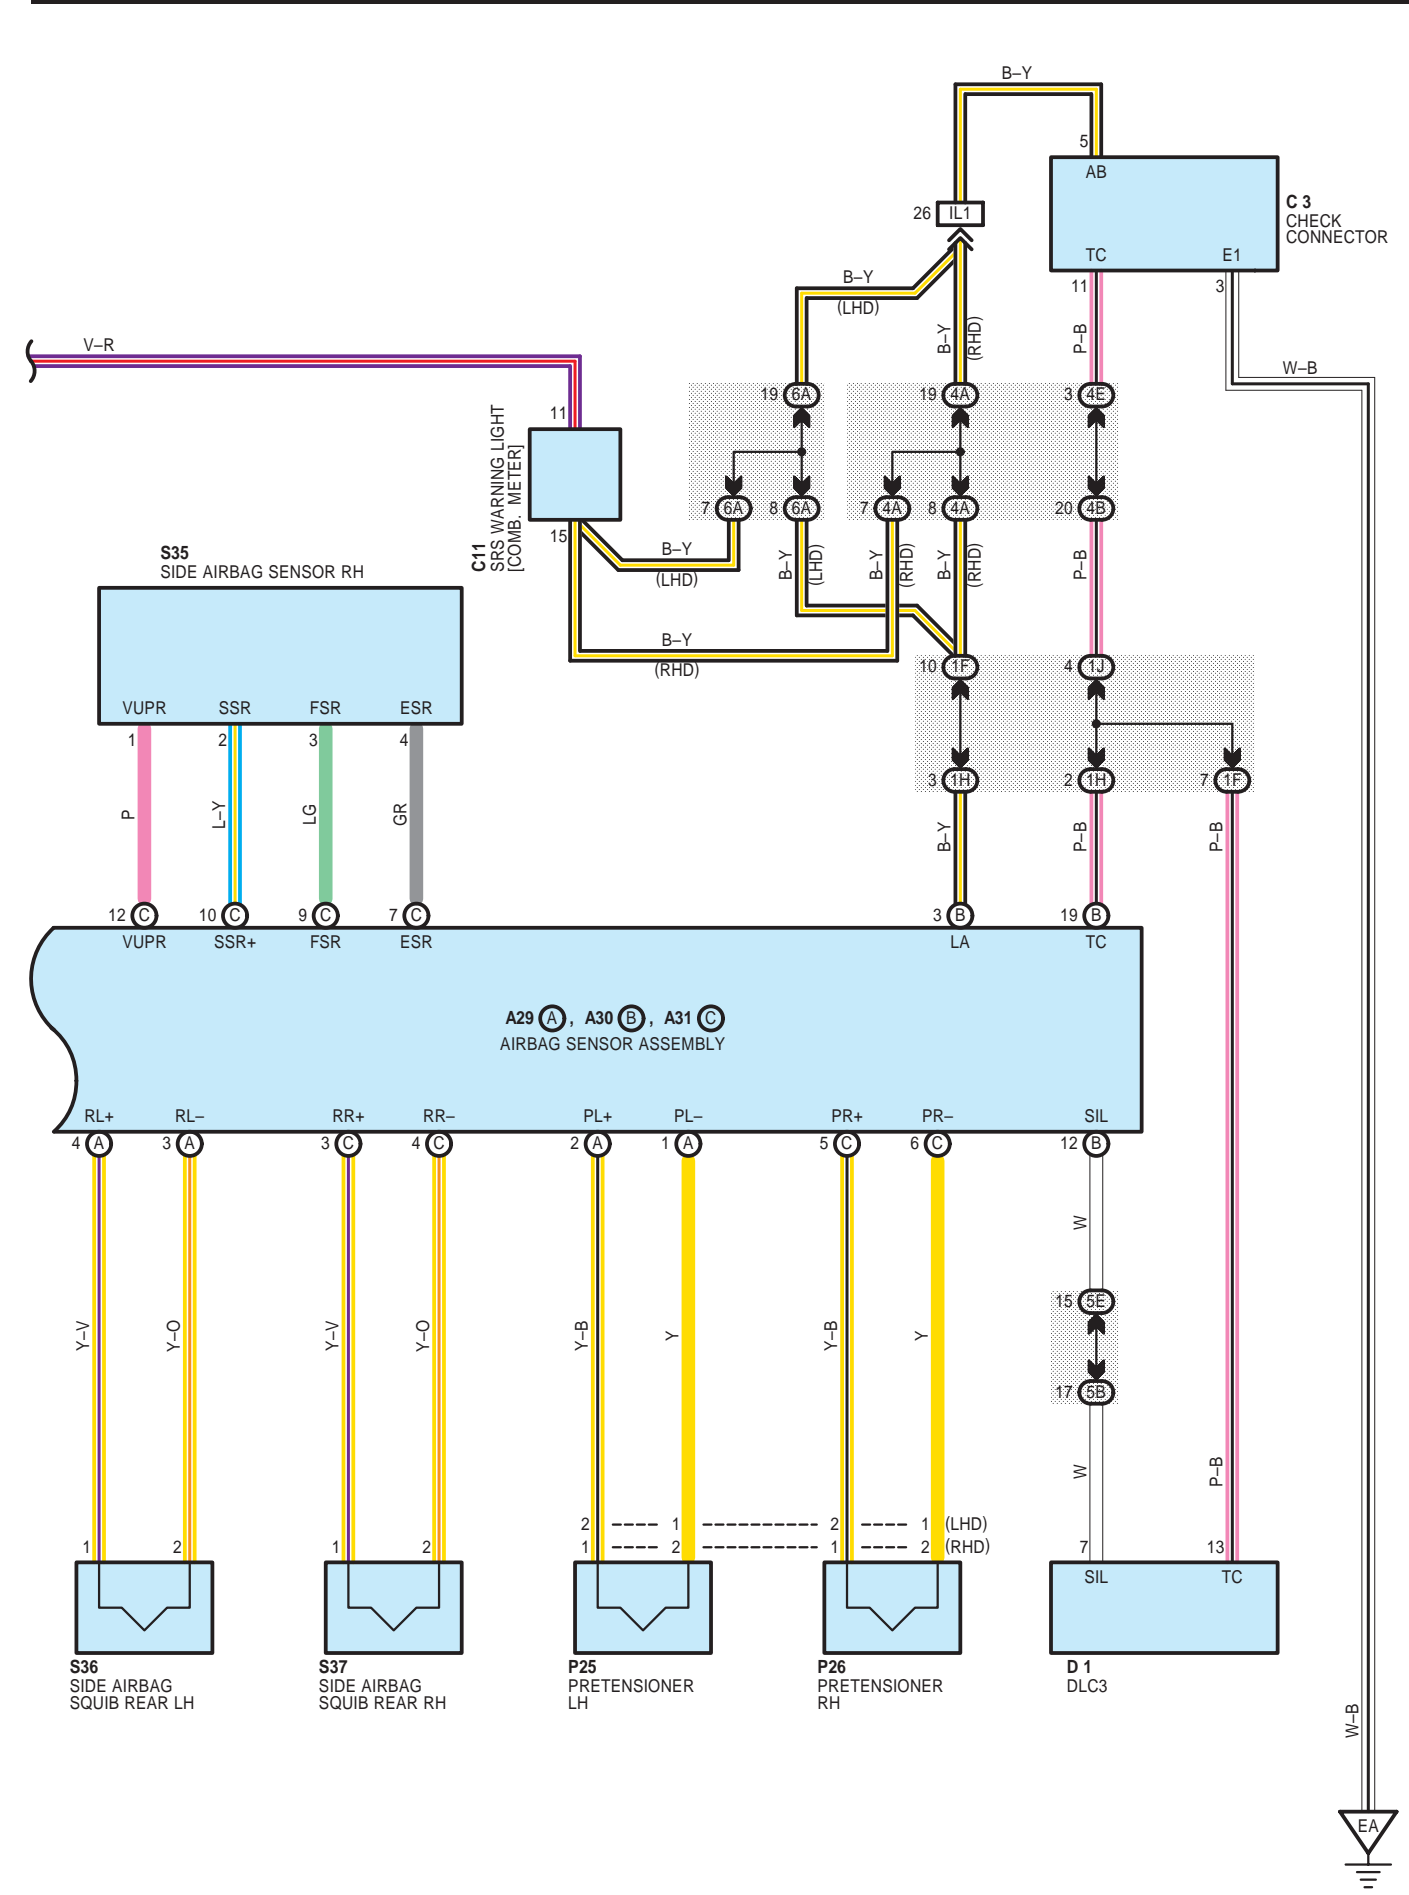 B–Y
5
AB
C 3
CHECK
CONNECTOR
26 IL1
TC E1
11 3
B–Y
(LHD)
B–Y
(RHD)
P–B
V–R
W–B
19 6A
19 4A
3 4E
11
C11
SRS WARNING LIGHT
[COMB. METER]
7 6A
8 6A
7 4A
8 4A
20 4B
15
B–Y
(LHD)
B–Y
(LHD)
B–Y
(RHD)
B–Y
(RHD)
P–B
S35
SIDE AIRBAG SENSOR RH
B–Y
(RHD)
10 1F
4 1J
VUPR SSR FSR ESR
1 2 3 4
3 1H
2 1H
7 1F
P
L–Y
LG
GR
B–Y
P–B
P–B
12 C
10 C
9 C
7 C
3 B
19 B
VUPR SSR+ FSR ESR LA TC
A29 A , A30 B , A31 C
AIRBAG SENSOR ASSEMBLY
RL+ RL– RR+ RR– PL+ PL– PR+ PR– SIL
4 A
3 A
3 C
4 C
2 A
1 A
5 C
6 C
12 B
W
15 5E
Y–V
Y–O
Y–V
Y–O
Y–B
Y
Y–B
Y
17 5B
W
P–B
2 1 2 1 (LHD)
1 2 1 2 1 2 1 2 (RHD)
7 13
SIL TC
S36
SIDE AIRBAG
SQUIB REAR LH
S37
SIDE AIRBAG
SQUIB REAR RH
P25
PRETENSIONER
LH
P26
PRETENSIONER
RH
D 1
DLC3
W–B
EA